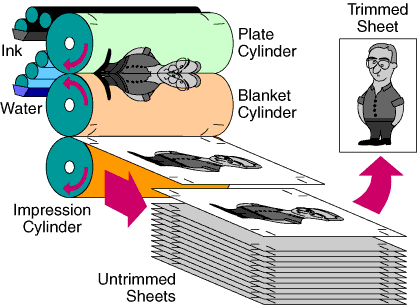 Ink
Water
Plate
Cylinder
Blanket
Cylinder
Impression
Cylinder
Untrimmed
Sheets
Trimmed
Sheet